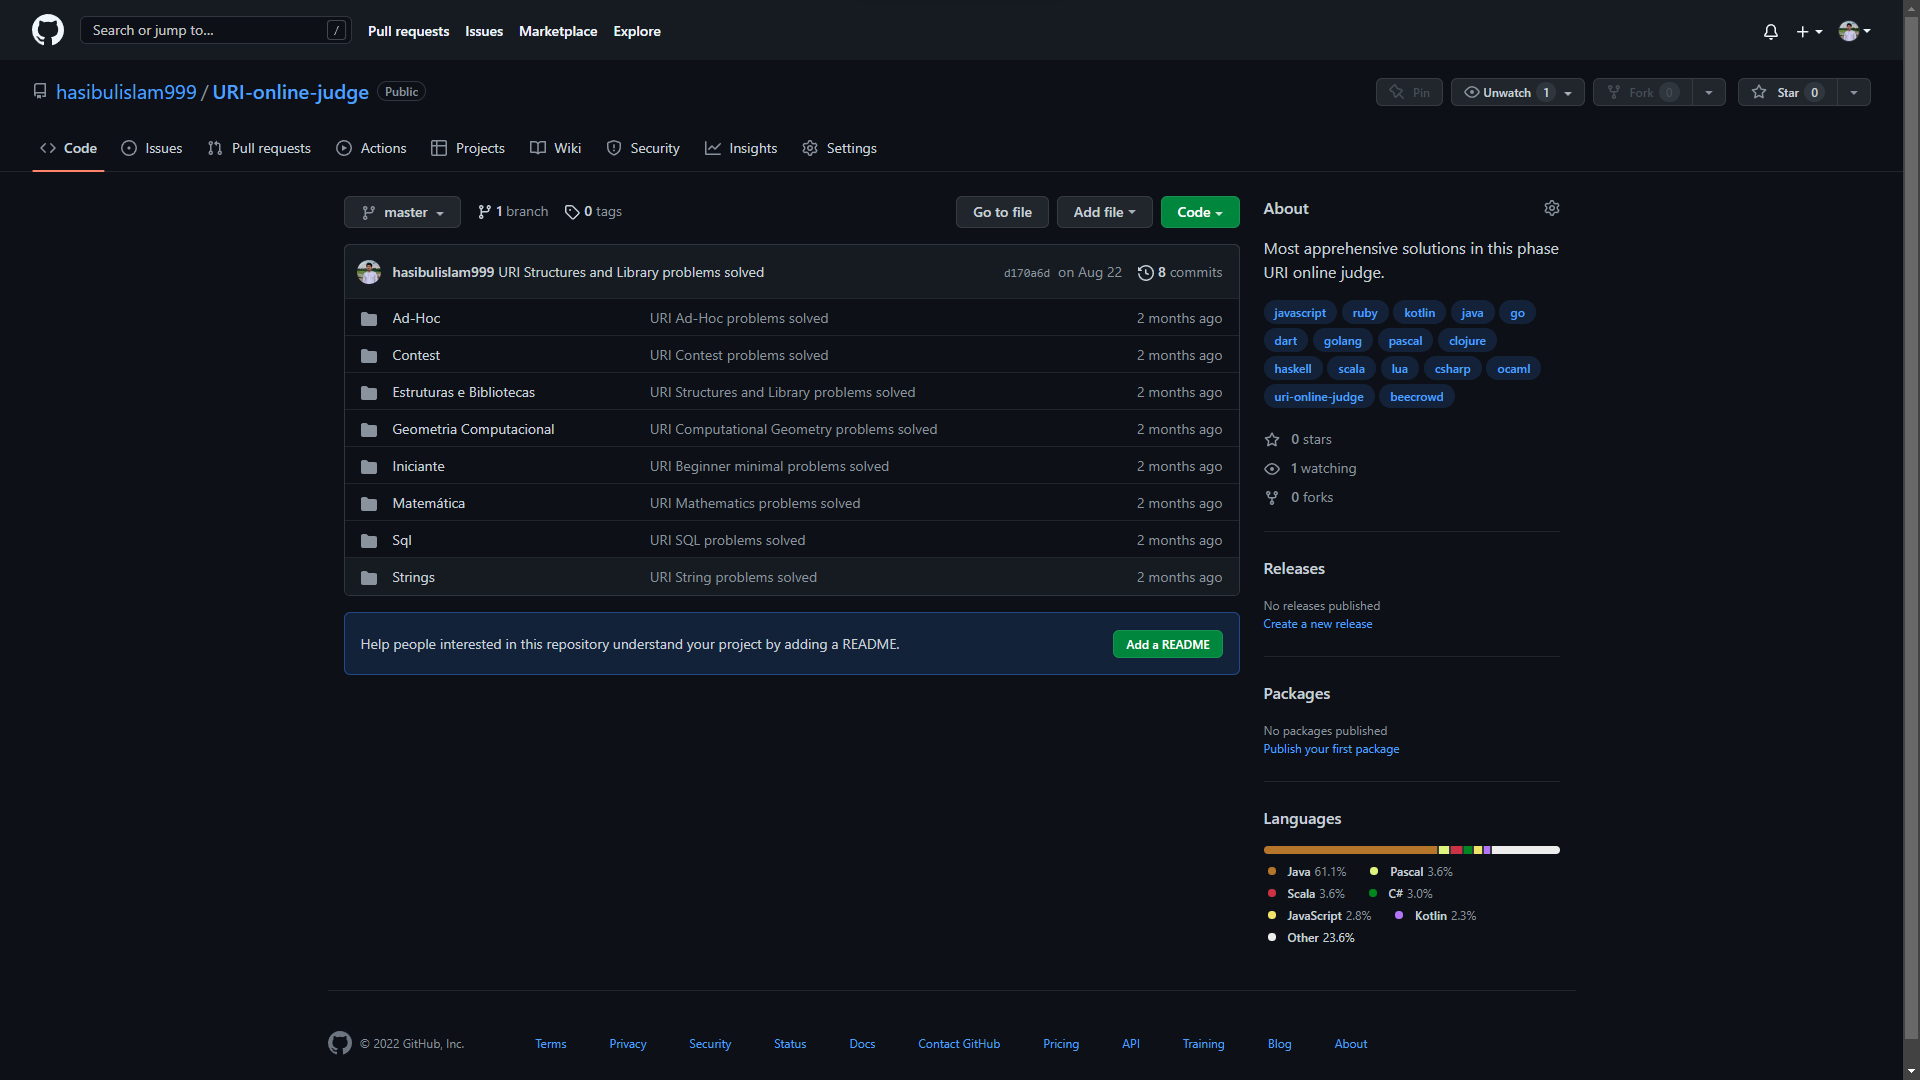 Search or jump to... /
Pull requests Issues Marketplace Explore
hasibulislam999 / URI-online-judge Public
Pin Unwatch 1 Fork 0 Star 0
Code Issues Pull requests Actions Projects Wiki Security Insights Settings
master 1 branch 0 tags Go to file Add file Code
hasibulislam999 URI Structures and Library problems solved d170a6d on Aug 22 8 commits
Ad-Hoc URI Ad-Hoc problems solved 2 months ago
Contest URI Contest problems solved 2 months ago
Estruturas e Bibliotecas URI Structures and Library problems solved 2 months ago
Geometria Computacional URI Computational Geometry problems solved 2 months ago
Iniciante URI Beginner minimal problems solved 2 months ago
Matemática URI Mathematics problems solved 2 months ago
Sql URI SQL problems solved 2 months ago
Strings URI String problems solved 2 months ago
Help people interested in this repository understand your project by adding a README. Add a README
About
Most apprehensive solutions in this phase
URI online judge.
javascript ruby kotlin java go
dart golang pascal clojure
haskell scala lua csharp ocaml
uri-online-judge beecrowd
0 stars
1 watching
0 forks
Releases
No releases published
Create a new release
Packages
No packages published
Publish your first package
Languages
Java 61.1% Pascal 3.6%
Scala 3.6% C# 3.0%
JavaScript 2.8% Kotlin 2.3%
Other 23.6%
© 2022 GitHub, Inc. Terms Privacy Security Status Docs Contact GitHub Pricing API Training Blog About